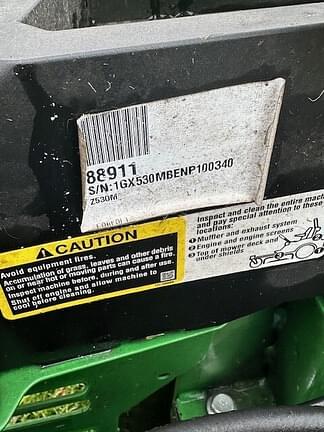 88911
S/N:1GX530MBENP100340
Z530M
CAUTION
Avoid equipment fires.
Accumulation of grass, leaves and other debris
on or near hot or moving parts can cause a fire.
Inspect machine before, during and after use.
Shut off engine and allow machine to
cool before cleaning.
Inspect and clean the entire
and pay special attention to these
locations:
Muffler and exhaust system
Engine and engine screens
Top of mower deck and
under shields